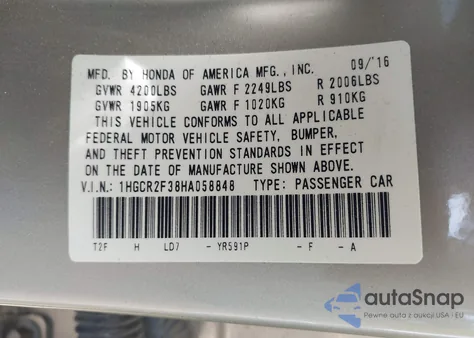 MFD. BY HONDA OF AMERICA MFG., INC. 09/'16
GVWR 4200LBS GAWR F 2249LBS R 2006LBS
GVWR 1905KG GAWR F 1020KG R 910KG
THIS VEHICLE CONFORMS TO ALL APPLICABLE
FEDERAL MOTOR VEHICLE SAFETY, BUMPER,
AND THEFT PREVENTION STANDARDS IN EFFECT
ON THE DATE OF MANUFACTURE SHOWN ABOVE.
V.I.N.: 1HGCR2F38HA058848 TYPE: PASSENGER CAR
T2F H LD7 - YR591P - F - A
autoSnap
Pewne auto z aukcji USA i EU